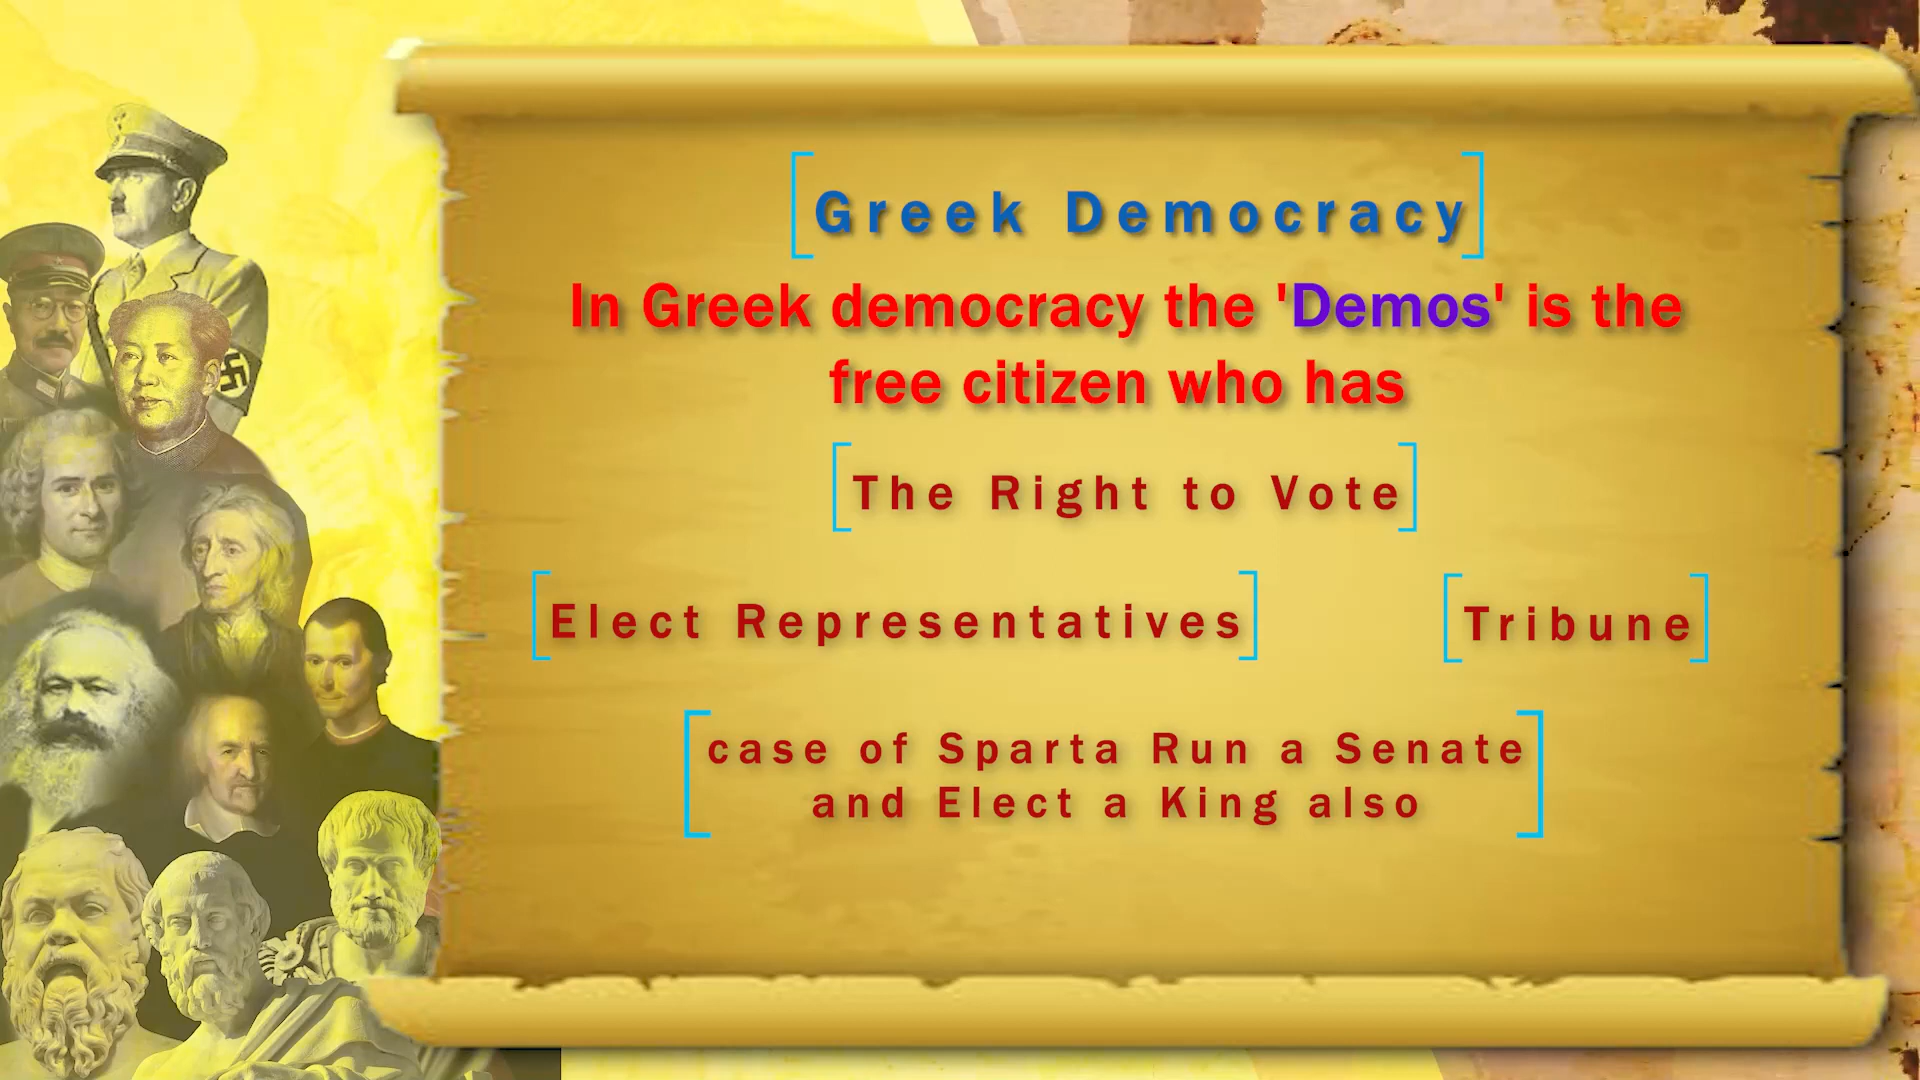 Greek Democracy
In Greek democracy the 'Demos' is the
free citizen who has
The Right to Vote
Elect Representatives
Tribune
case of Sparta Run a Senate
and Elect a King also